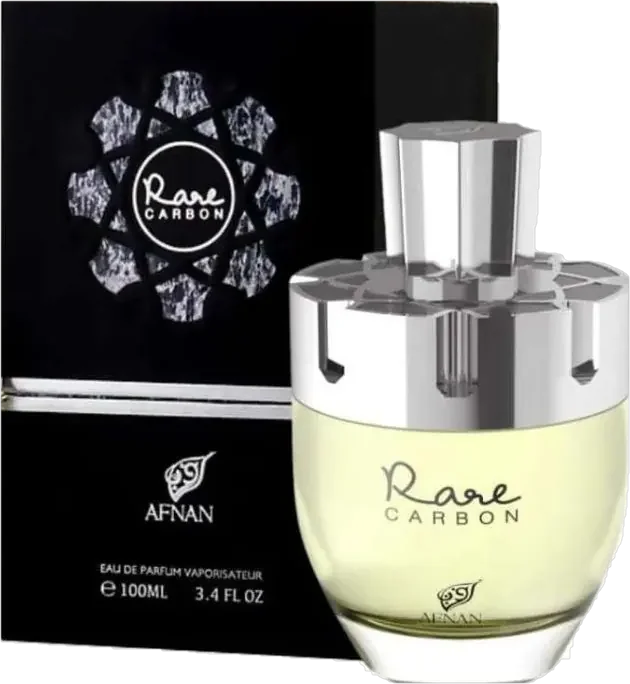 Rare
CARBON
AFNAN
EAU DE PARFUM VAPORISATEUR
℮ 100ML 3.4 FL OZ
Rare
CARBON
AFNAN